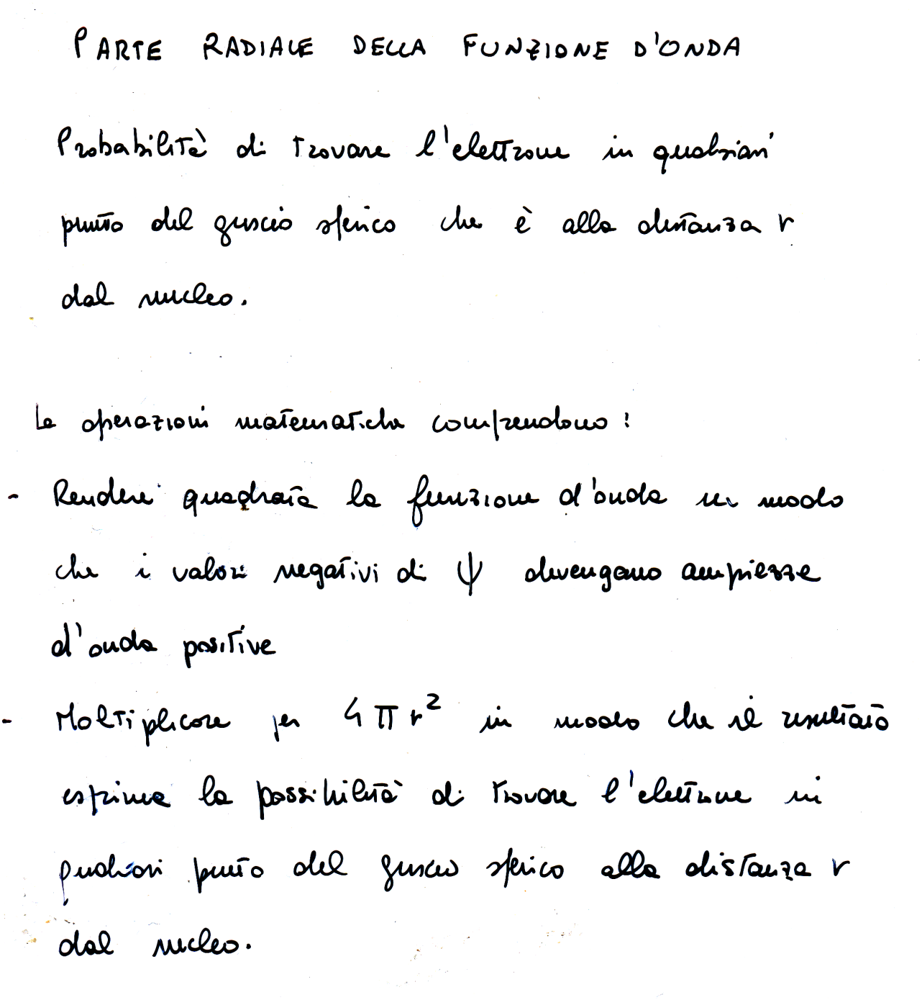 PARTE RADIALE DELLA FUNZIONE D'ONDA
Probabilità di trovare l'elettrone in qualsiasi
punto del guscio sferico che è alla distanza r
dal nucleo.
Le operazioni matematiche comprendono:
- Rendere quadrata la funzione d'onda in modo
che i valori negativi di ψ divengano ampiezze
d'onda positive
- Moltiplicare per 4πr²  in modo che il risultato
esprima la possibilità di trovare l'elettrone in
qualsiasi punto del guscio sferico alla distanza r
dal nucleo.